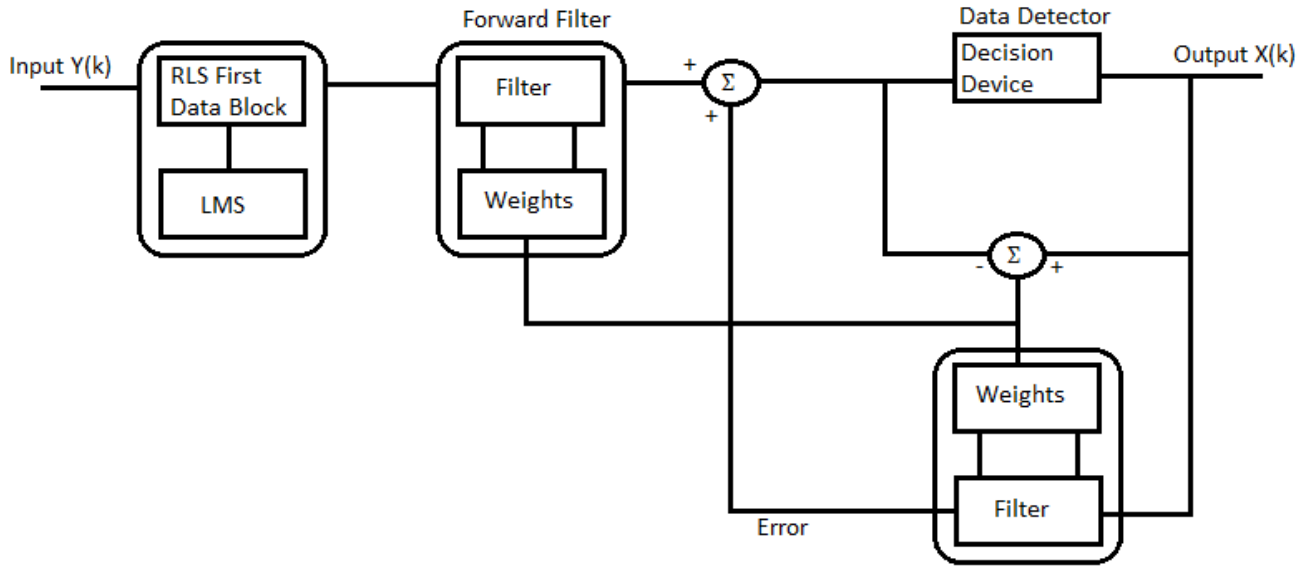 Forward Filter
Data Detector
Input Y(k)
RLS First
Data Block
LMS
Filter
Weights
+
Σ
+
Decision
Device
Output X(k)
-
Σ
+
Weights
Filter
Error